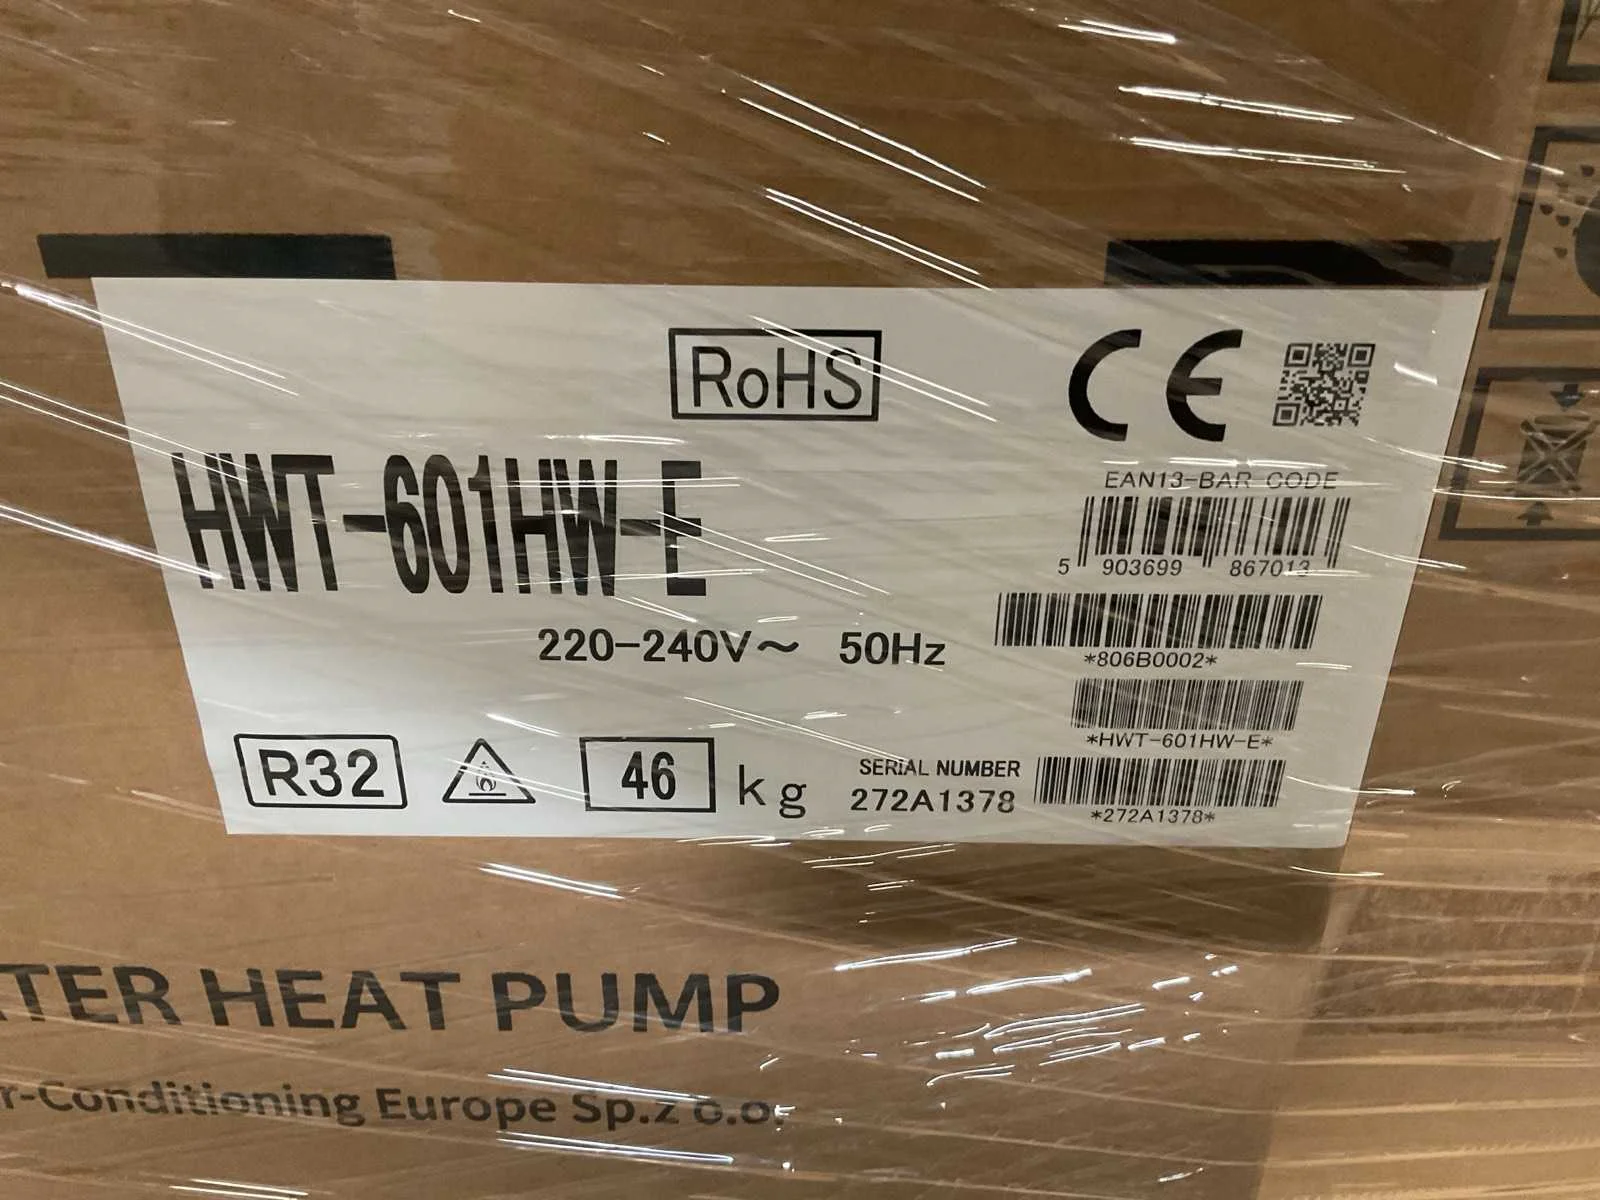 RoHS
CE
HWT-601HW-E
EAN13-BAR CODE
5 903699 867013
220-240V～ 50Hz
*806B0002*
*HWT-601HW-E*
R32
46 kg
SERIAL NUMBER
272A1378
*272A1378*
TER HEAT PUMP
r-Conditioning Europe Sp.z o.o.